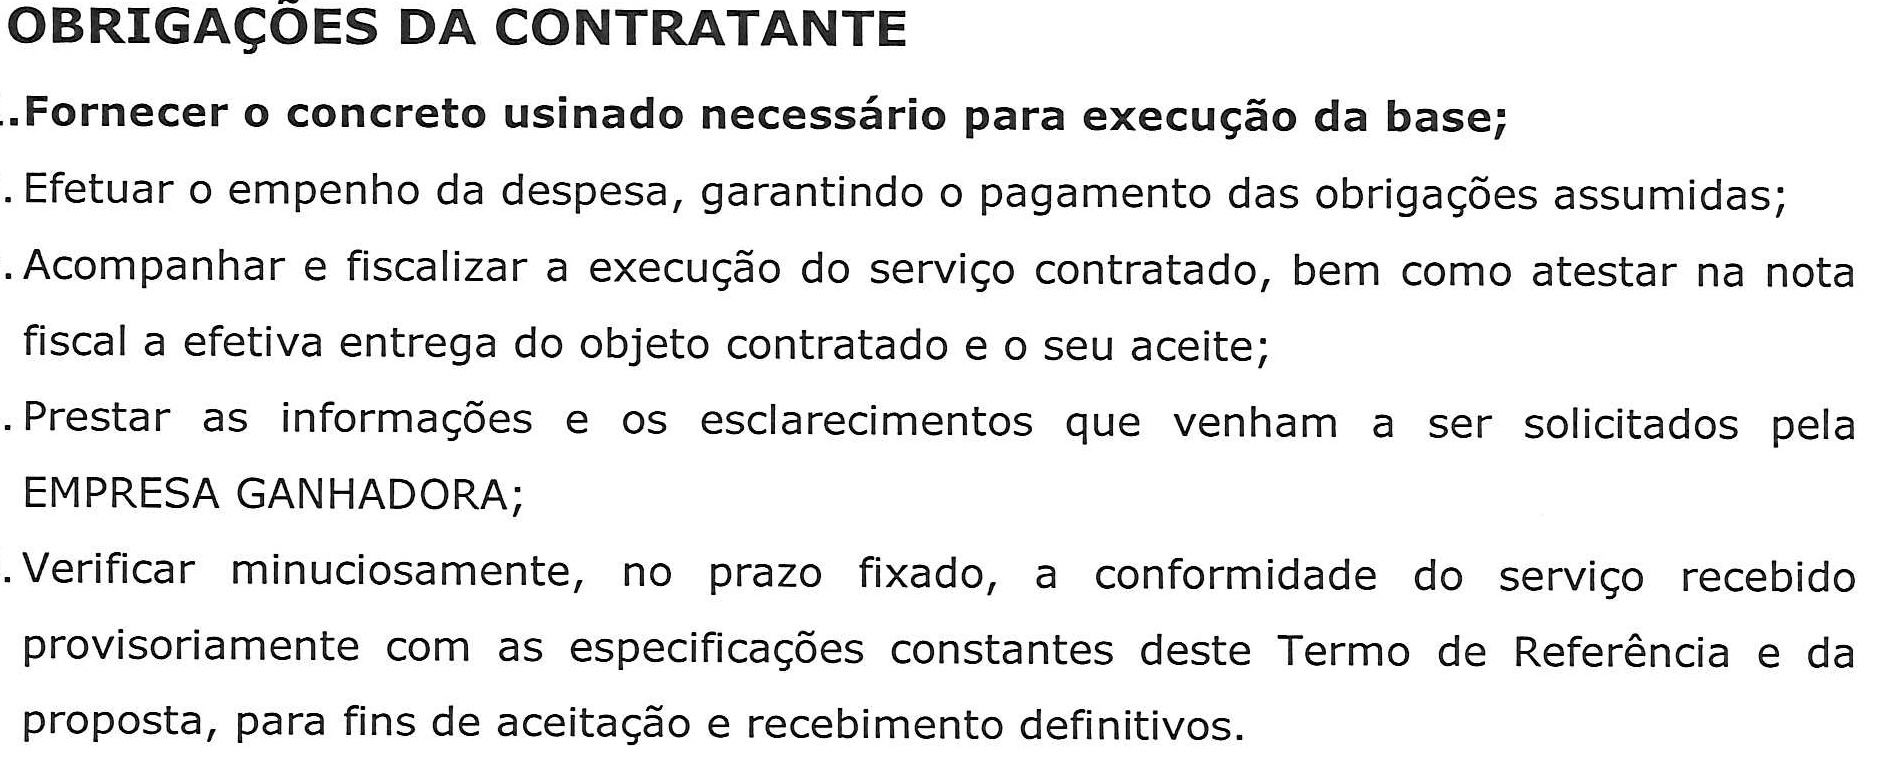 OBRIGAÇÕES DA CONTRATANTE
.Fornecer o concreto usinado necessário para execução da base;
. Efetuar o empenho da despesa, garantindo o pagamento das obrigações assumidas;
. Acompanhar e fiscalizar a execução do serviço contratado, bem como atestar na nota
fiscal a efetiva entrega do objeto contratado e o seu aceite;
. Prestar as informações e os esclarecimentos que venham a ser solicitados pela
EMPRESA GANHADORA;
. Verificar minuciosamente, no prazo fixado, a conformidade do serviço recebido
provisoriamente com as especificações constantes deste Termo de Referência e da
proposta, para fins de aceitação e recebimento definitivos.